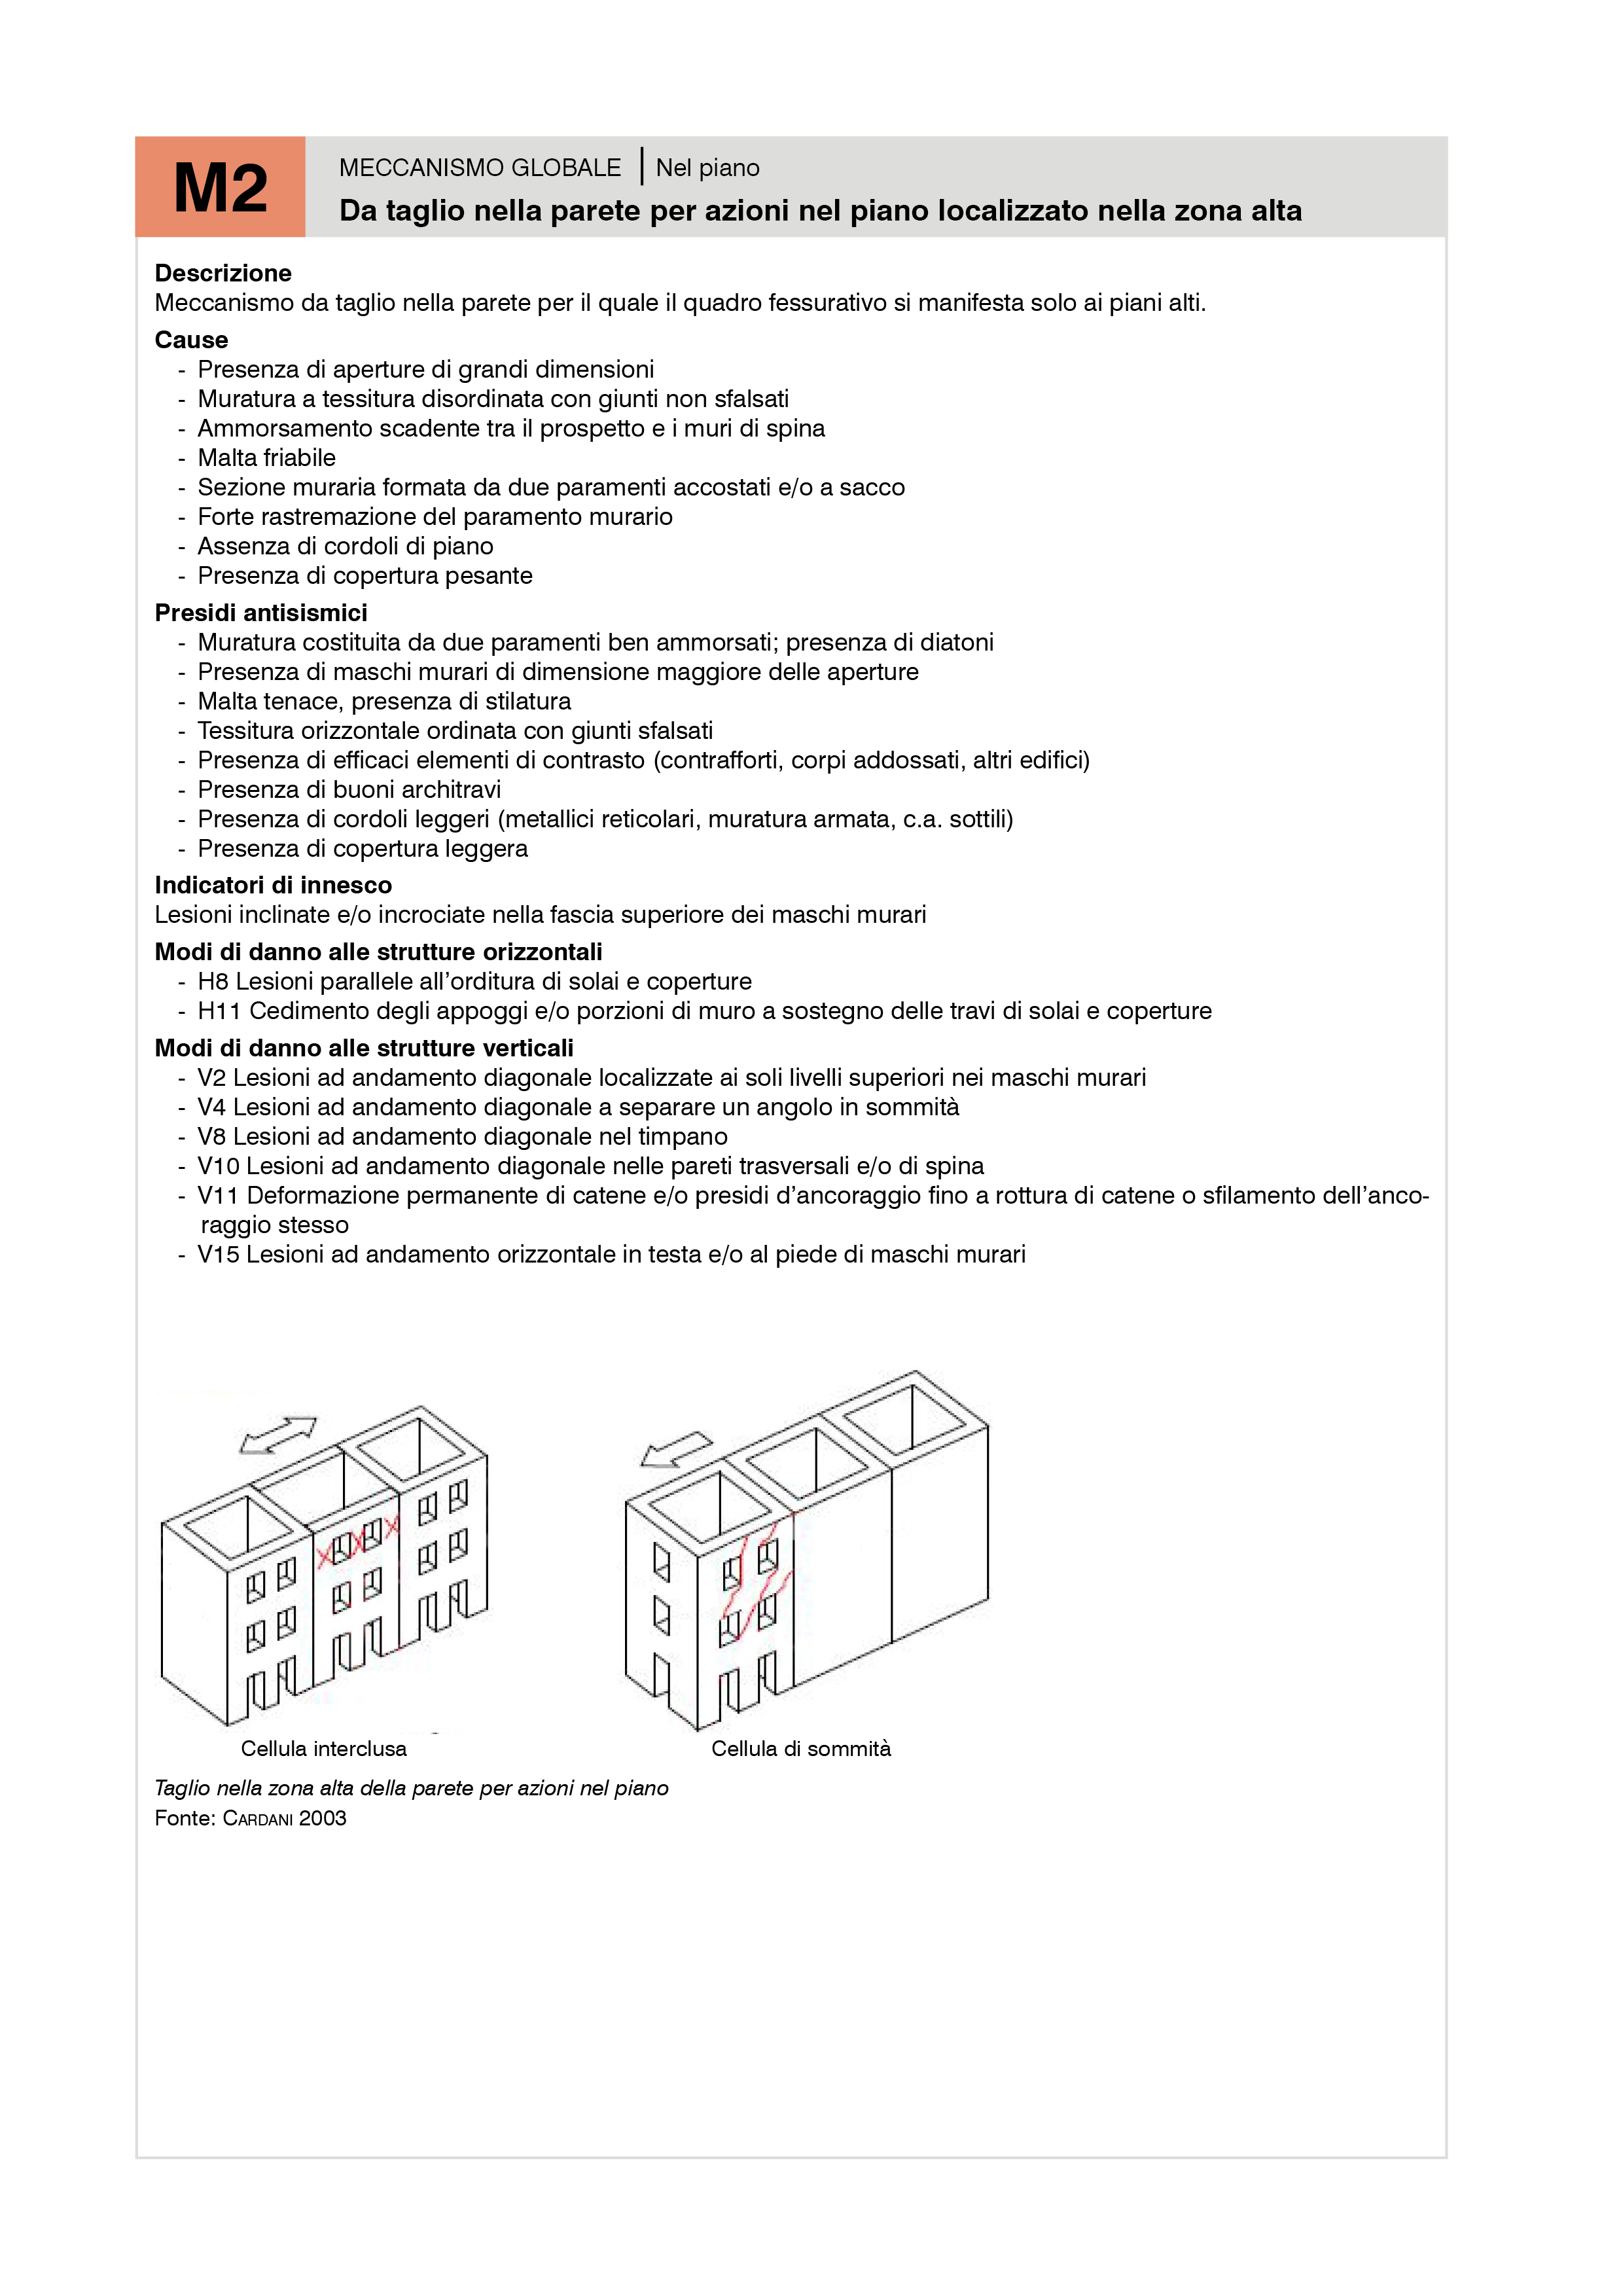 M2
MECCANISMO GLOBALE | Nel piano
Da taglio nella parete per azioni nel piano localizzato nella zona alta
Descrizione
Meccanismo da taglio nella parete per il quale il quadro fessurativo si manifesta solo ai piani alti.
Cause
- Presenza di aperture di grandi dimensioni
- Muratura a tessitura disordinata con giunti non sfalsati
- Ammorsamento scadente tra il prospetto e i muri di spina
- Malta friabile
- Sezione muraria formata da due paramenti accostati e/o a sacco
- Forte rastremazione del paramento murario
- Assenza di cordoli di piano
- Presenza di copertura pesante
Presidi antisismici
- Muratura costituita da due paramenti ben ammorsati; presenza di diatoni
- Presenza di maschi murari di dimensione maggiore delle aperture
- Malta tenace, presenza di stilatura
- Tessitura orizzontale ordinata con giunti sfalsati
- Presenza di efficaci elementi di contrasto (contrafforti, corpi addossati, altri edifici)
- Presenza di buoni architravi
- Presenza di cordoli leggeri (metallici reticolari, muratura armata, c.a. sottili)
- Presenza di copertura leggera
Indicatori di innesco
Lesioni inclinate e/o incrociate nella fascia superiore dei maschi murari
Modi di danno alle strutture orizzontali
- H8 Lesioni parallele all’orditura di solai e coperture
- H11 Cedimento degli appoggi e/o porzioni di muro a sostegno delle travi di solai e coperture
Modi di danno alle strutture verticali
- V2 Lesioni ad andamento diagonale localizzate ai soli livelli superiori nei maschi murari
- V4 Lesioni ad andamento diagonale a separare un angolo in sommità
- V8 Lesioni ad andamento diagonale nel timpano
- V10 Lesioni ad andamento diagonale nelle pareti trasversali e/o di spina
- V11 Deformazione permanente di catene e/o presidi d’ancoraggio fino a rottura di catene o sfilamento dell’anco-
raggio stesso
- V15 Lesioni ad andamento orizzontale in testa e/o al piede di maschi murari
Cellula interclusa
Cellula di sommità
Taglio nella zona alta della parete per azioni nel piano
Fonte: CARDANI 2003